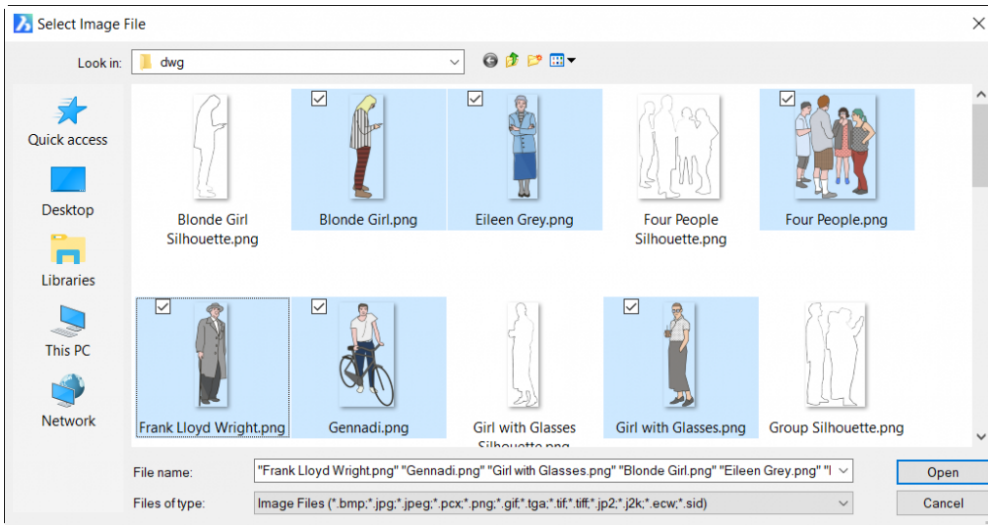 Select Image File
Look in:
dwg
Quick access
Desktop
Libraries
This PC
Network
Blonde Girl
Silhouette.png
Blonde Girl.png
Eileen Grey.png
Four People
Silhouette.png
Four People.png
Frank Lloyd Wright.png
Gennadi.png
Girl with Glasses
Silhouette.png
Girl with Glasses.png
Group Silhouette.png
File name:
"Frank Lloyd Wright.png" "Gennadi.png" "Girl with Glasses.png" "Blonde Girl.png" "Eileen Grey.png"
Open
Files of type:
Image Files (*.bmp;*.jpg;*.jpeg;*.pcx;*.png;*.gif;*.tga;*.tif;*.tiff;*.jp2;*.j2k;*.ecw;*.sid)
Cancel